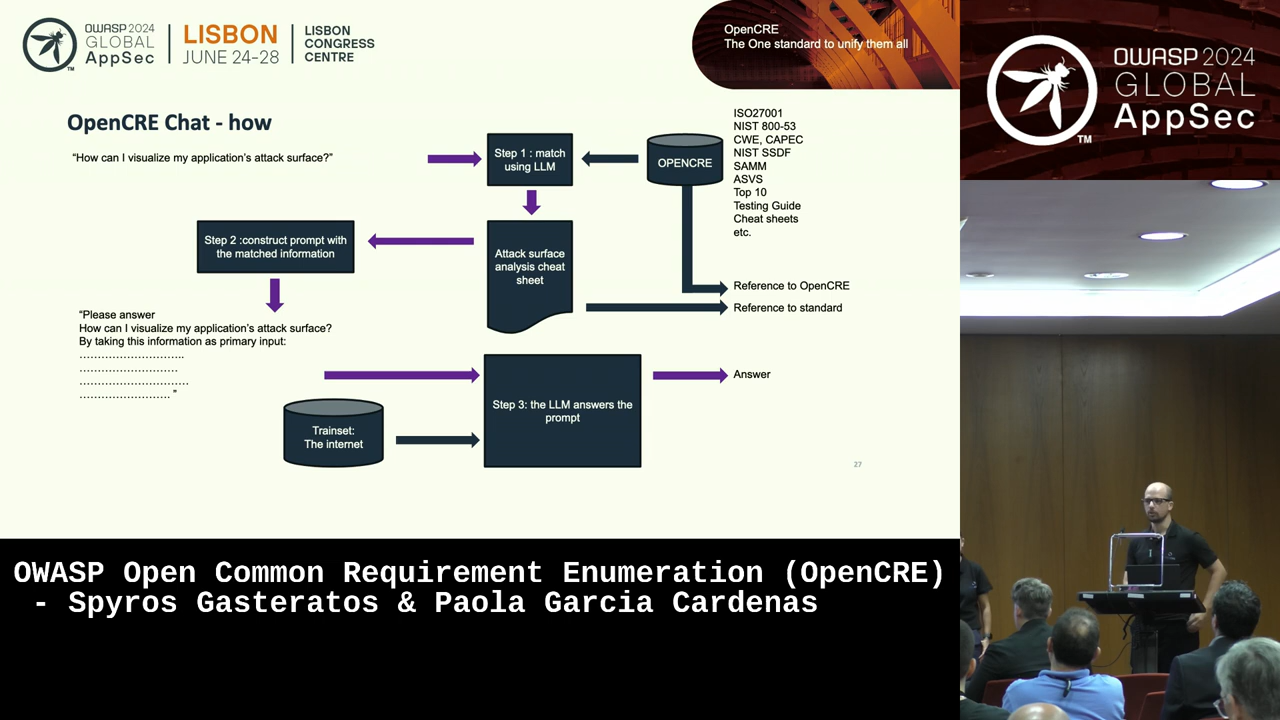 OWASP 2024
GLOBAL
AppSec
TM
LISBON
JUNE 24-28
LISBON
CONGRESS
CENTRE
OpenCRE
The One standard to unify them all
OWASP 2024
GLOBAL
AppSec
TM
OpenCRE Chat - how
“How can I visualize my application’s attack surface?”
Step 1 : match
using LLM
OPENCRE
ISO27001
NIST 800-53
CWE, CAPEC
NIST SSDF
SAMM
ASVS
Top 10
Testing Guide
Cheat sheets
etc.
Step 2 :construct prompt with
the matched information
Attack surface
analysis cheat
sheet
Reference to OpenCRE
Reference to standard
“Please answer
How can I visualize my application’s attack surface?
By taking this information as primary input:
………………………..
………………………
…………………………
……………………. ”
Step 3: the LLM answers the
prompt
Answer
Trainset:
The internet
27
OWASP Open Common Requirement Enumeration (OpenCRE)
- Spyros Gasteratos & Paola Garcia Cardenas